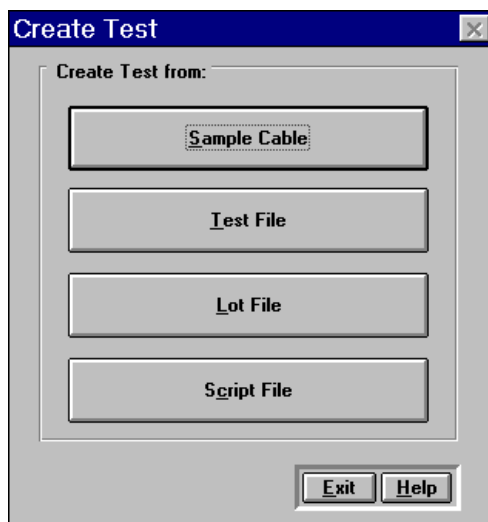 Create Test
Create Test from:
Sample Cable
Test File
Lot File
Script File
Exit Help